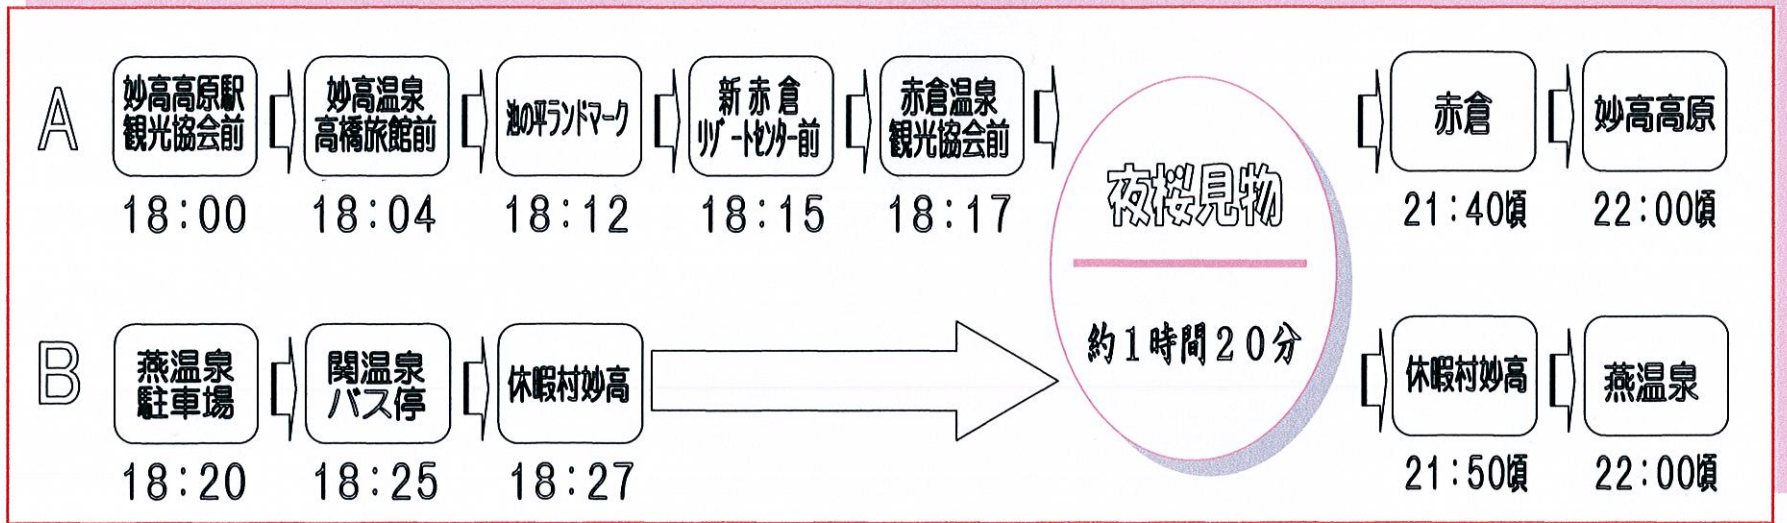 A
妙高高原駅
観光協会前
18:00
妙高温泉
高橋旅館前
18:04
池の平ランドマーク
18:12
新赤倉
リゾートセンター前
18:15
赤倉温泉
観光協会前
18:17
夜桜見物
約1時間20分
赤倉
21:40頃
妙高高原
22:00頃
B
燕温泉
駐車場
18:20
関温泉
バス停
18:25
休暇村妙高
18:27
休暇村妙高
21:50頃
燕温泉
22:00頃